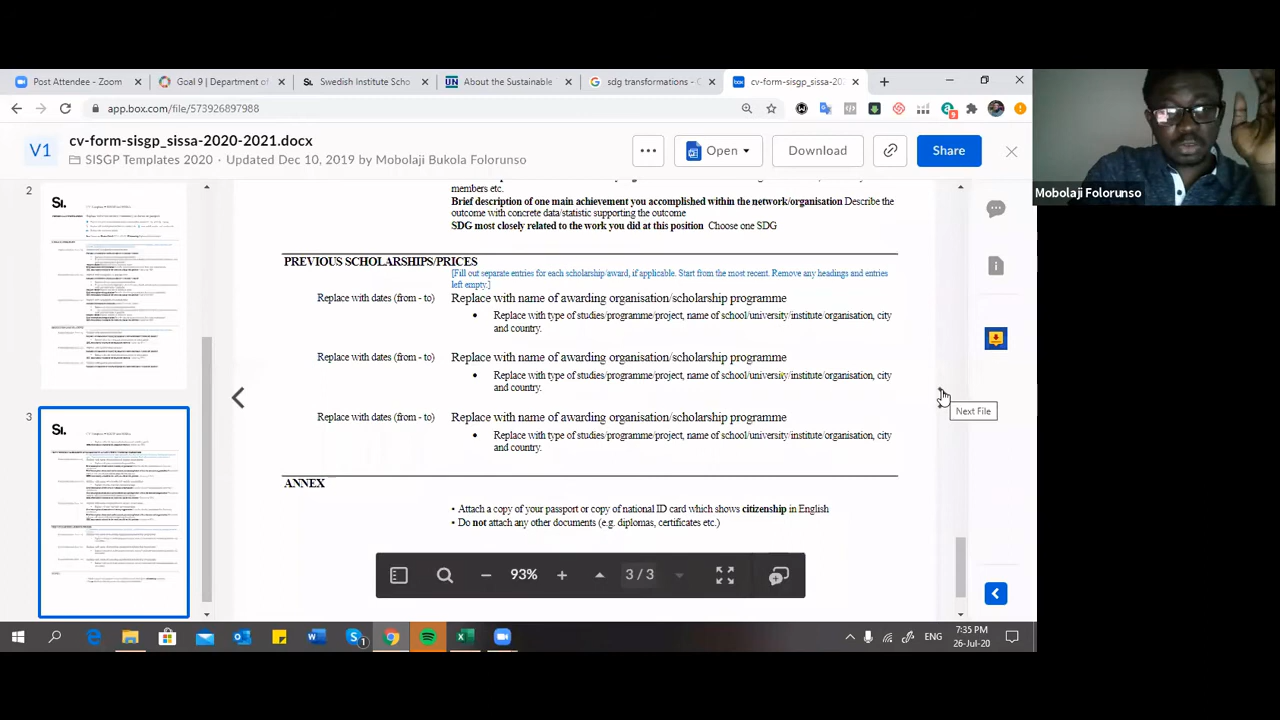 Post Attendee - Zoom
Goal 9 | Department of
Swedish Institute Scho
About the Sustainable
sdg transformations - G
cv-form-sisgp_sissa-202
app.box.com/file/573926897988
9
V1
cv-form-sisgp_sissa-2020-2021.docx
SISGP Templates 2020 · Updated Dec 10, 2019 by Mobolaji Bukola Folorunso
Open
Download
Share
Mobolaji Folorunso
2
members etc.
Brief description of one main achievement you accomplished within the network/organisation Describe the
outcome with concrete data/statistic supporting the outcome
SDG most closely related to the work you did at this position Choose one SDG
PREVIOUS SCHOLARSHIPS/PRICES
[Fill out separate entries for each scholarship/award, if applicable. Start from the most recent. Remove any headings and entries
left empty.]
Replace with dates (from - to) Replace with name of awarding organisation/scholarship programme
• Replace with type of studies/programme/project, name of school/university/institute/organisation, city
and country.
Replace with dates (from - to) Replace with name of awarding organisation/scholarship programme
• Replace with type of studies/programme/project, name of school/university/institute/organisation, city
and country.
Next File
3
Replace with dates (from - to) Replace with name of awarding organisation/scholarship programme
• Replace with type of studies/programme/project, name of school/university/institute/organisation, city
and country.
ANNEX
• Attach a copy of your passport or copy of national ID card which shows citizenship in English
• Do not attach any other documents (e.g. diplomas, certificates etc.)
93%
3 / 3
ENG
7:35 PM
26-Jul-20